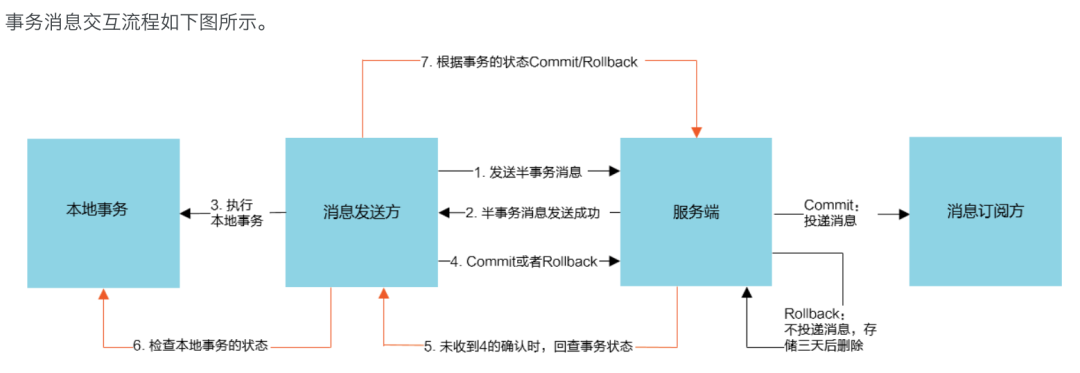 事务消息交互流程如下图所示。
7. 根据事务的状态Commit/Rollback
本地事务
3. 执行
本地事务
消息发送方
1. 发送半事务消息
2. 半事务消息发送成功
4. Commit或者Rollback
服务端
Commit：
投递消息
消息订阅方
Rollback：
不投递消息，存
储三天后删除
6. 检查本地事务的状态
5. 未收到4的确认时，回查事务状态